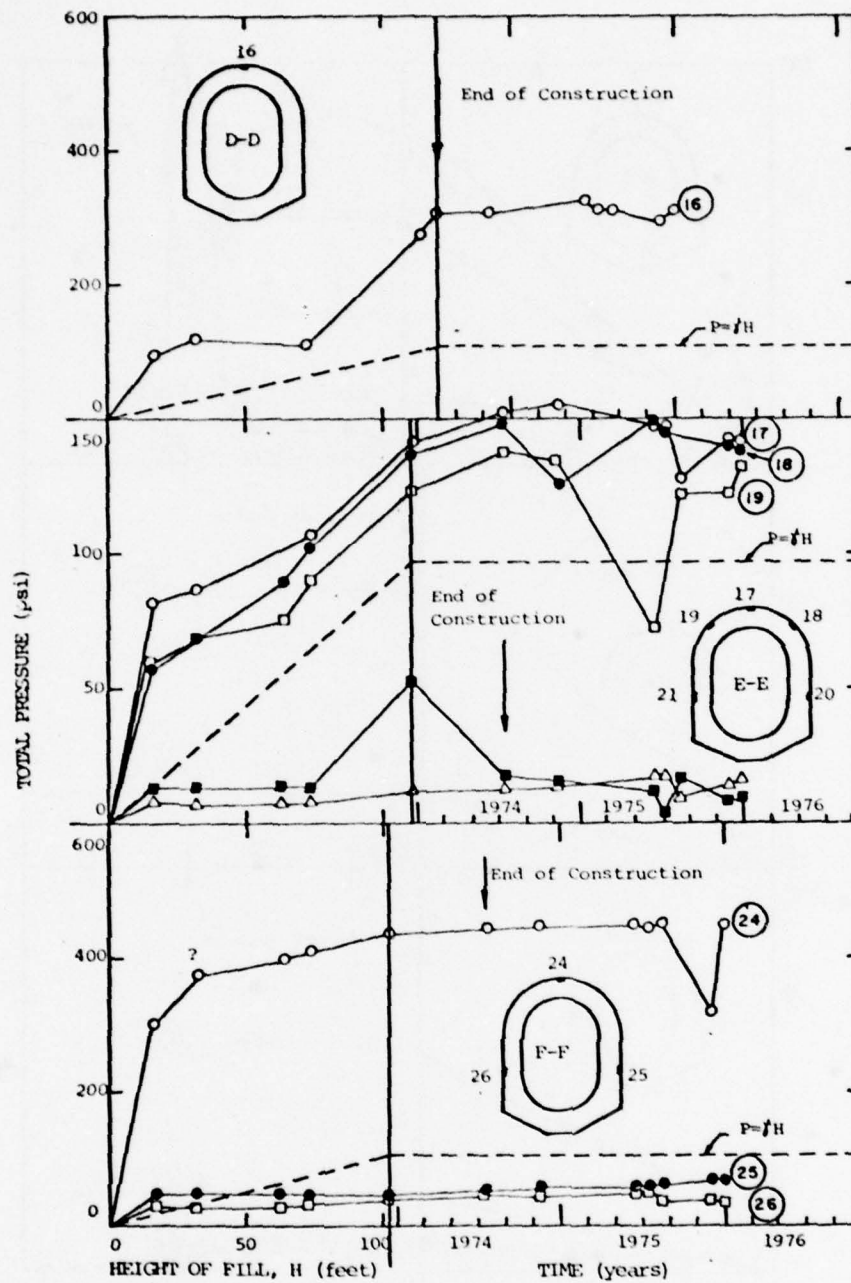 600
16
End of Construction
D-D
400
16
200
P=γH
0
150
17
18
19
P=γH
100
End of
Construction
17
19
18
E-E
50
21
20
0
1974
1975
1976
TOTAL PRESSURE (psi)
600
End of Construction
24
?
400
24
F-F
26
25
200
P=γH
25
26
0
0
50
100
1974
1975
1976
HEIGHT OF FILL, H (feet)
TIME (years)